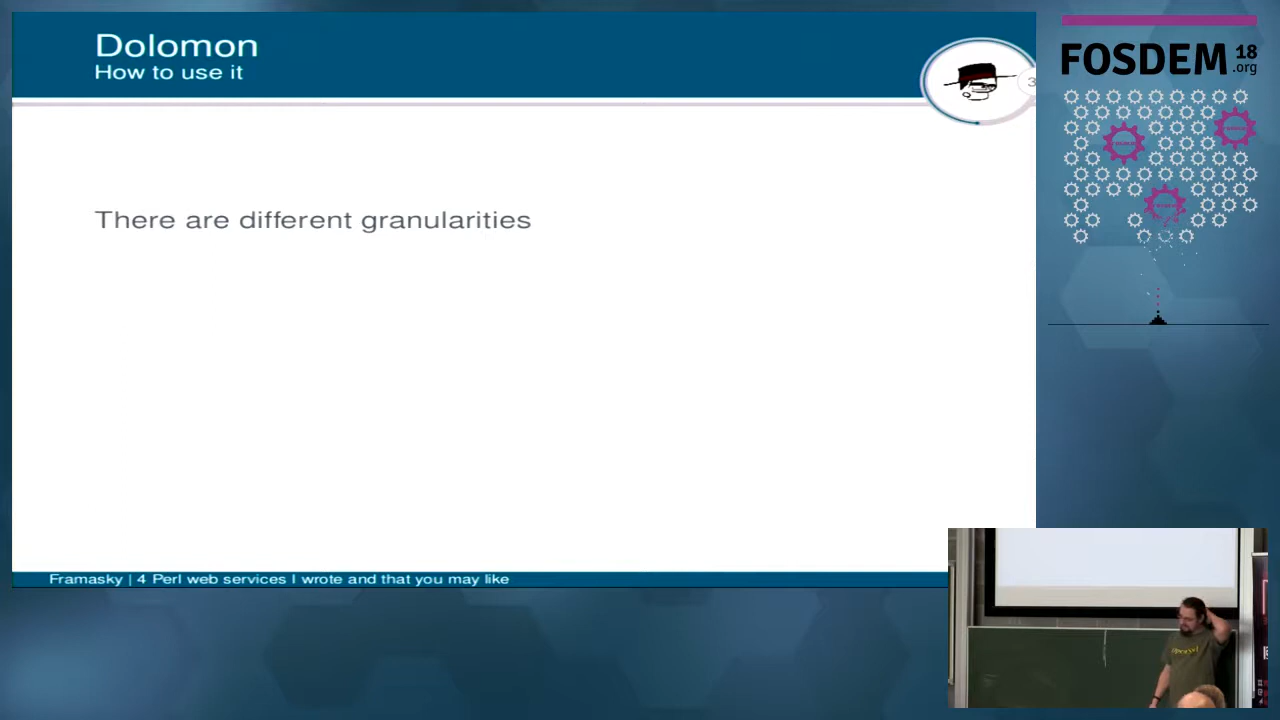 Dolomon
How to use it
3
There are different granularities
Framasky | 4 Perl web services I wrote and that you may like
FOSDEM 18
.org